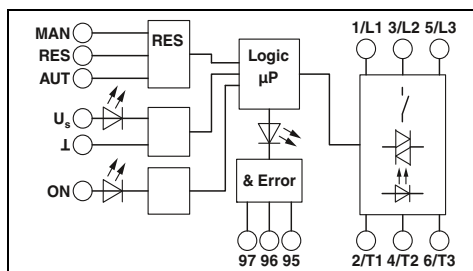 MAN
RES
AUT
RES
Us
⊥
ON
Logic
µP
& Error
97 96 95
1/L1 3/L2 5/L3
2/T1 4/T2 6/T3